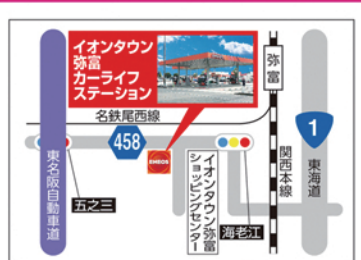 イオンタウン
弥富
カーライフ
ステーション
弥富
名鉄尾西線
458
1
ENEOS
東名阪自動車道
五之三
イオンタウン弥富
ショッピングセンター
海老江
関西本線
東海道